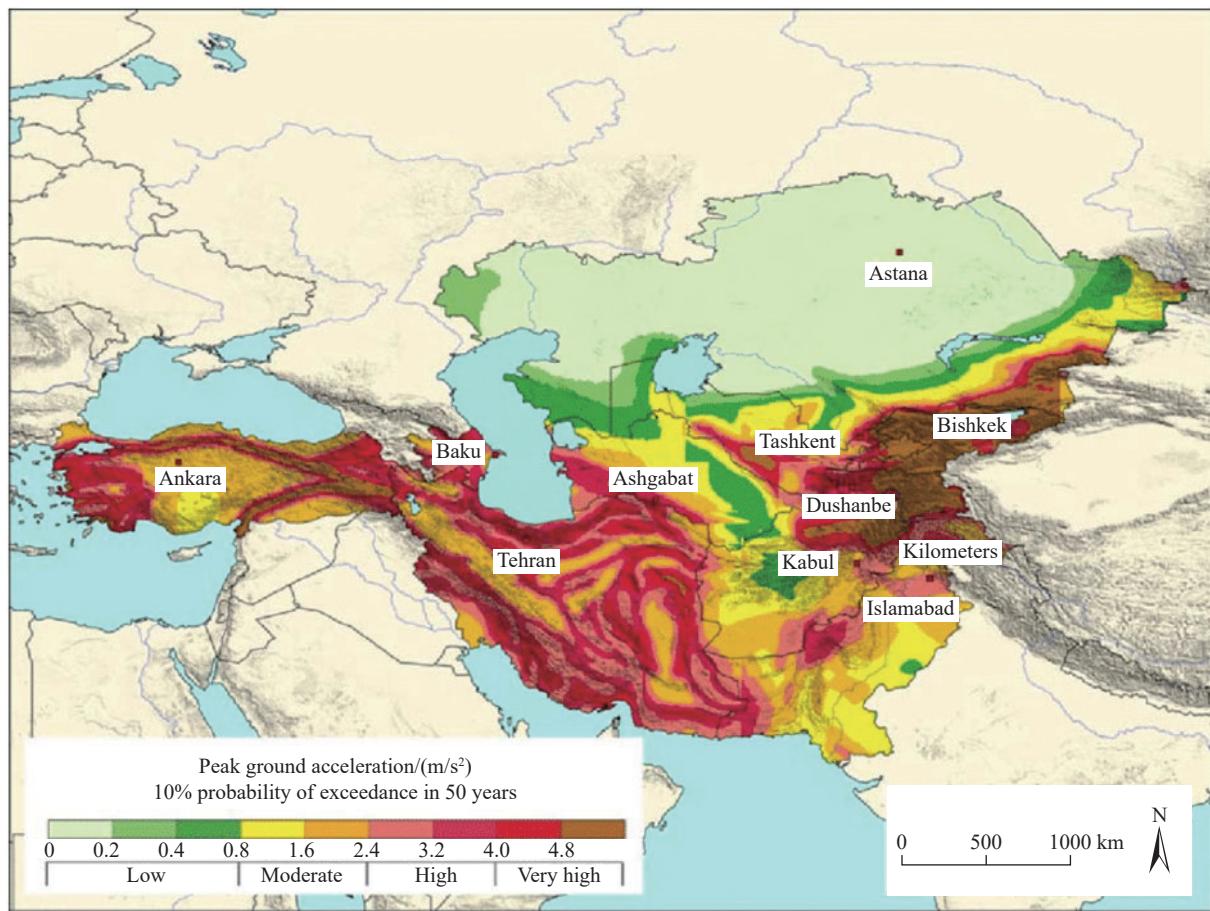 Astana
Bishkek
Tashkent
Baku
Ankara
Ashgabat
Dushanbe
Kilometers
Tehran
Kabul
Islamabad
Peak ground acceleration/(m/s²)
10% probability of exceedance in 50 years
0 0.2 0.4 0.8 1.6 2.4 3.2 4.0 4.8
Low Moderate High Very high
N
0 500 1000 km